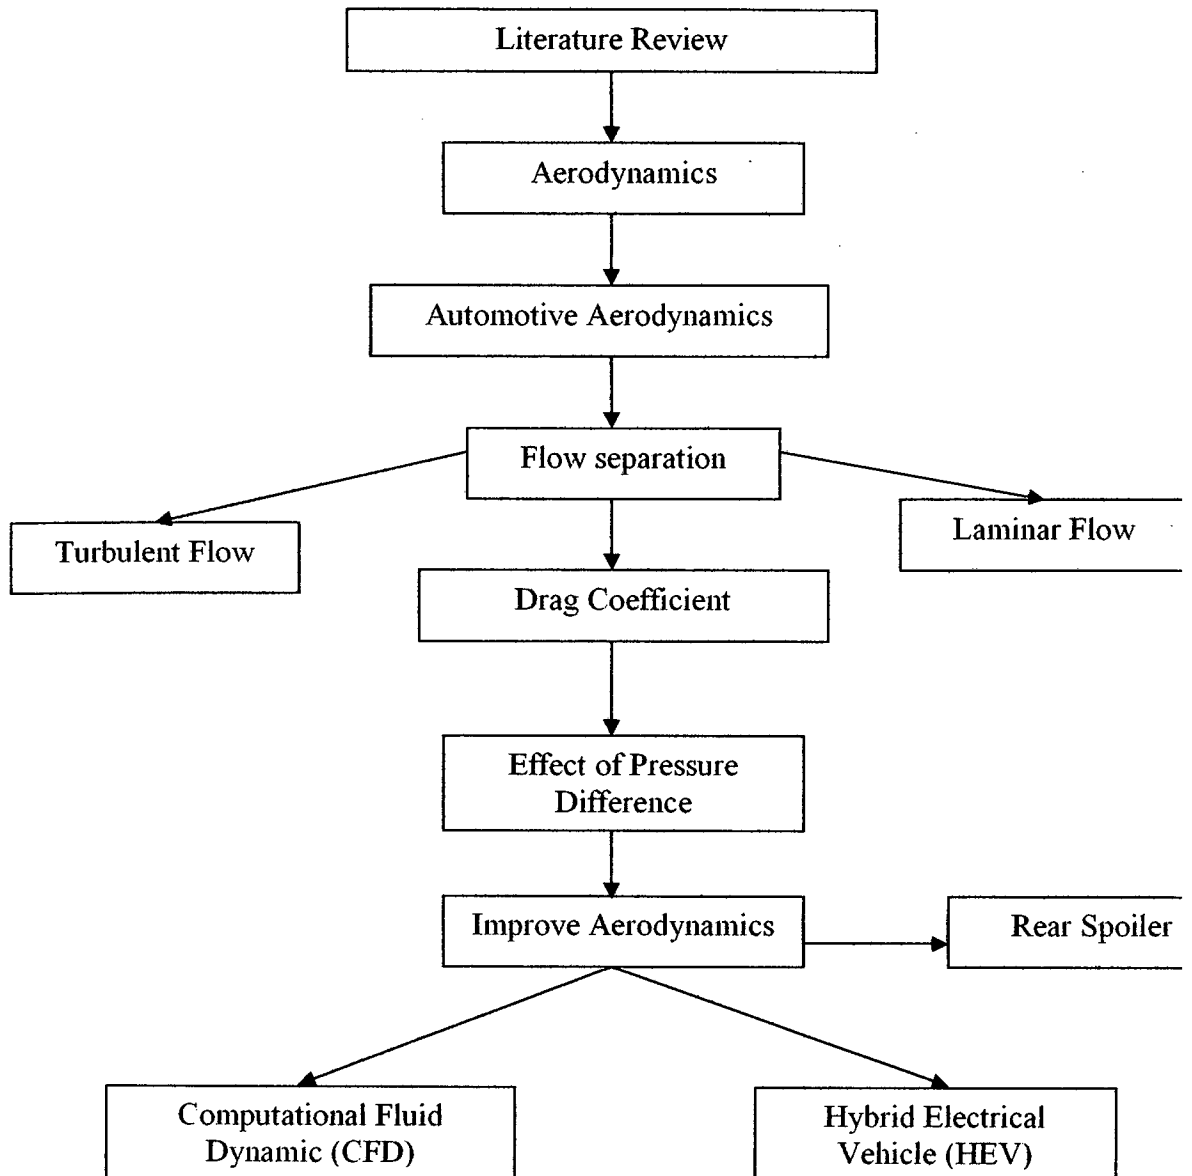 Literature Review
Aerodynamics
Automotive Aerodynamics
Flow separation
Turbulent Flow
Laminar Flow
Drag Coefficient
Effect of Pressure
Difference
Improve Aerodynamics
Rear Spoiler
Computational Fluid
Dynamic (CFD)
Hybrid Electrical
Vehicle (HEV)